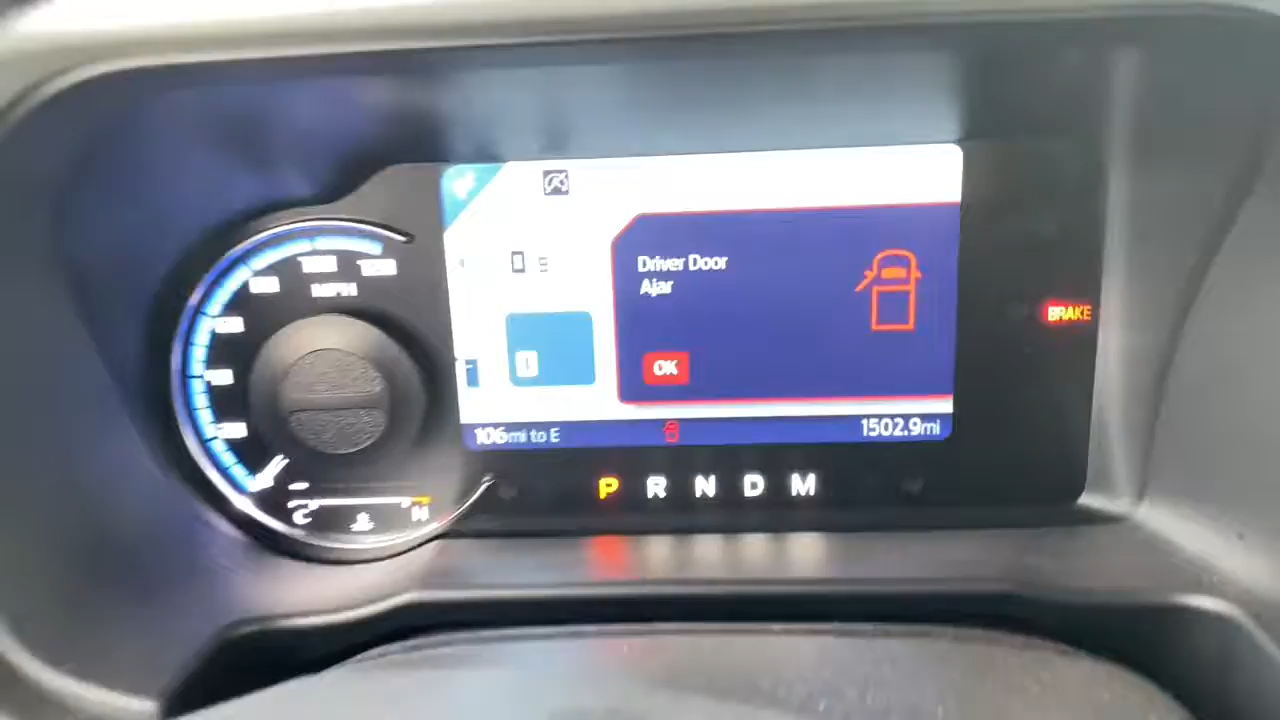 Driver Door
Ajar
OK
MPH
BRAKE
106mi to E
1502.9mi
P R N D M
C
H